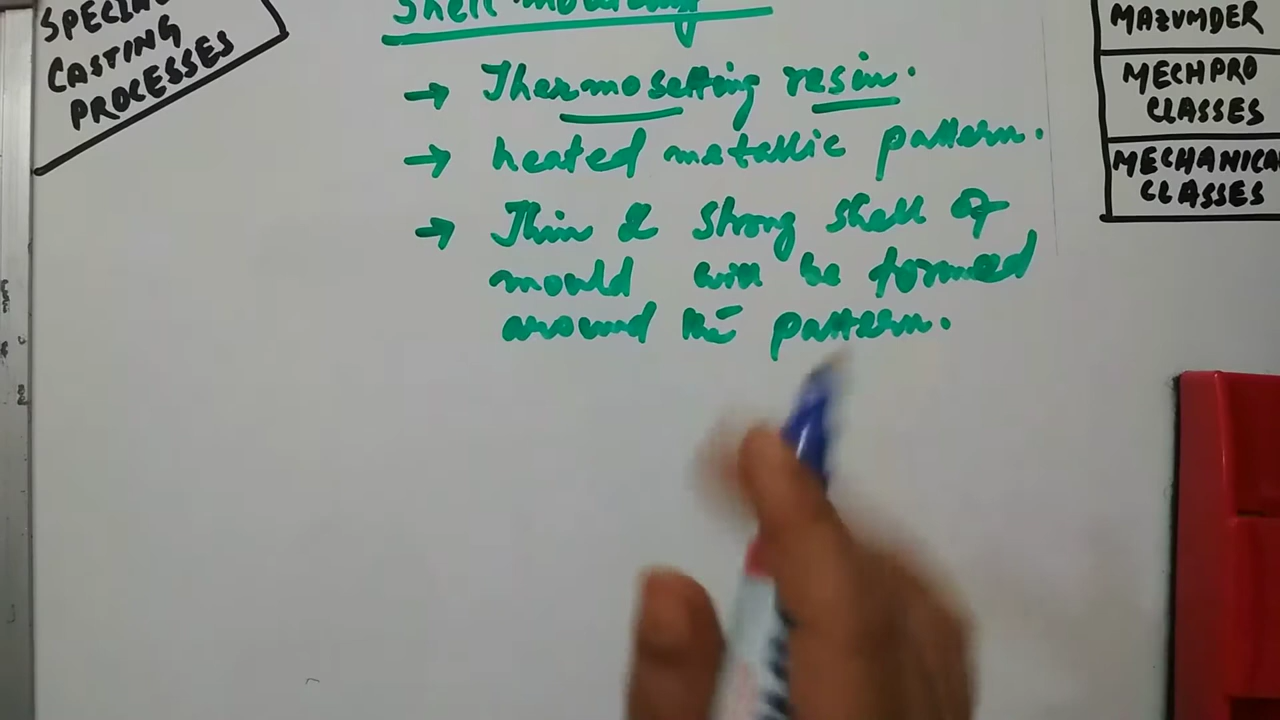 CASTING
PROCESSES
Shell moulding
→ Thermosetting resin.
→ heated metallic pattern.
→ Thin & strong shell of
mould will be formed
around the pattern.
MAZUMDER
MECHPRO
CLASSES
MECHANICAL
CLASSES